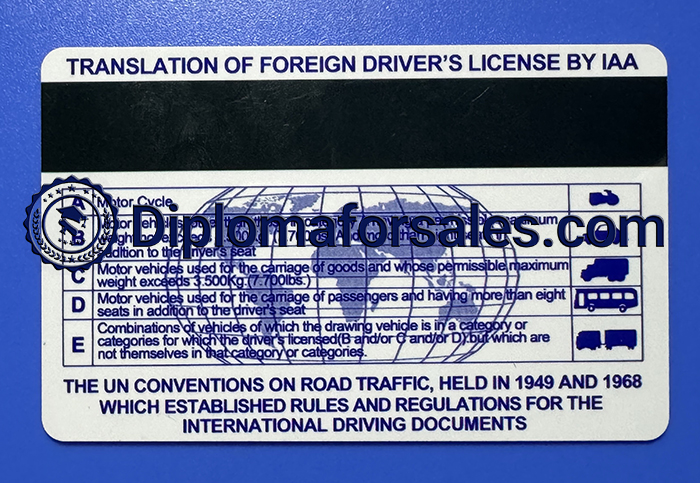 TRANSLATION OF FOREIGN DRIVER'S LICENSE BY IAA
A Motor Cycle
Diplomaforsales.com
B
addition to the driver's seat
C Motor vehicles used for the carriage of goods and whose permissible maximum
weight exceeds 3.500Kg.(7.700lbs.)
D Motor vehicles used for the carriage of passengers and having more than eight
seats in addition to the driver's seat
E Combinations of vehicles of which the drawing vehicle is in a category or
categories for which the driver's licensed(B and/or C and/or D).but which are
not themselves in that category or categories.
THE UN CONVENTIONS ON ROAD TRAFFIC, HELD IN 1949 AND 1968
WHICH ESTABLISHED RULES AND REGULATIONS FOR THE
INTERNATIONAL DRIVING DOCUMENTS